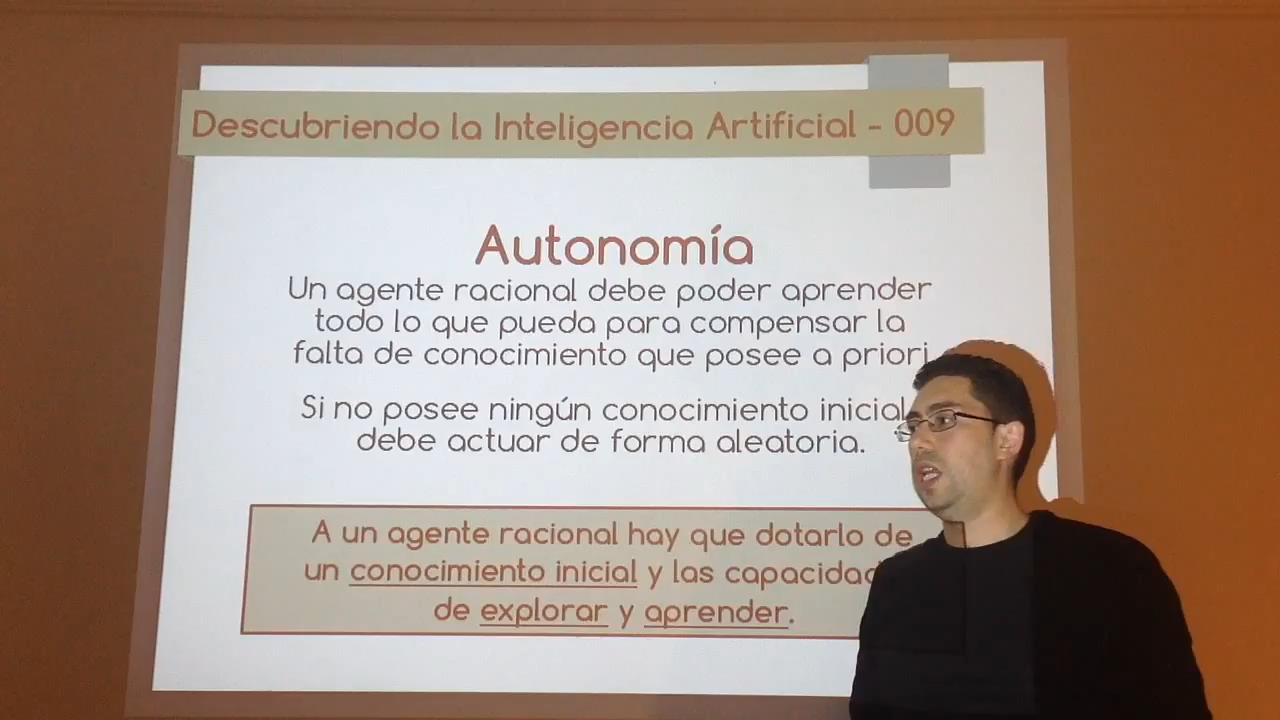 Descubriendo la Inteligencia Artificial - 009
Autonomía
Un agente racional debe poder aprender
todo lo que pueda para compensar la
falta de conocimiento que posee a priori
Si no posee ningún conocimiento inicial
debe actuar de forma aleatoria.
A un agente racional hay que dotarlo de
un conocimiento inicial y las
de explorar y aprender.